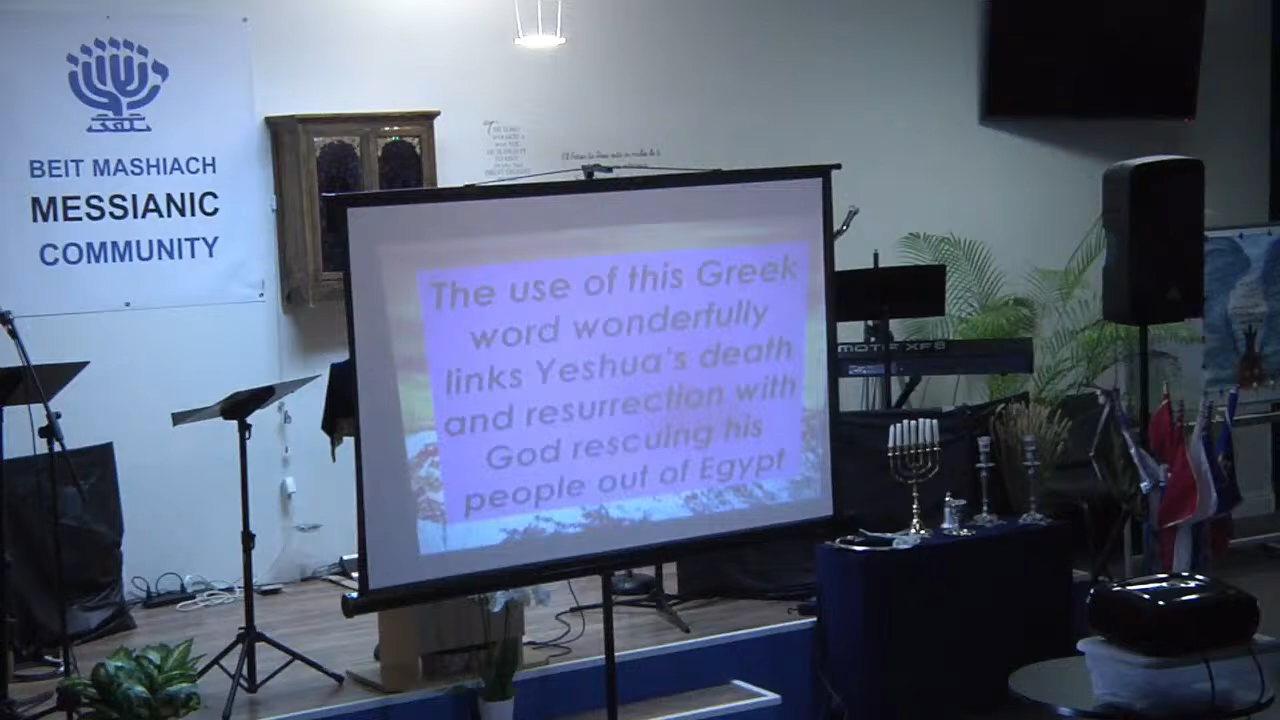 BEIT MASHIACH
MESSIANIC
COMMUNITY
The use of this Greek
word wonderfully
links Yeshua's death
and resurrection with
God rescuing his
people out of Egypt
MOTIF XF8